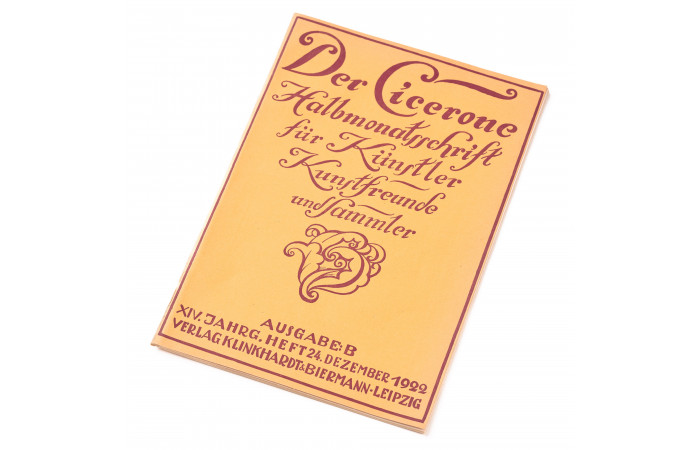 Der Cicerone
Halbmonatsschrift
für Künstler
Kunstfreunde
und Sammler
AUSGABE: B
XIV. JAHRG. HEFT 24. DEZEMBER 1922
VERLAG KLINKHARDT & BIERMANN · LEIPZIG